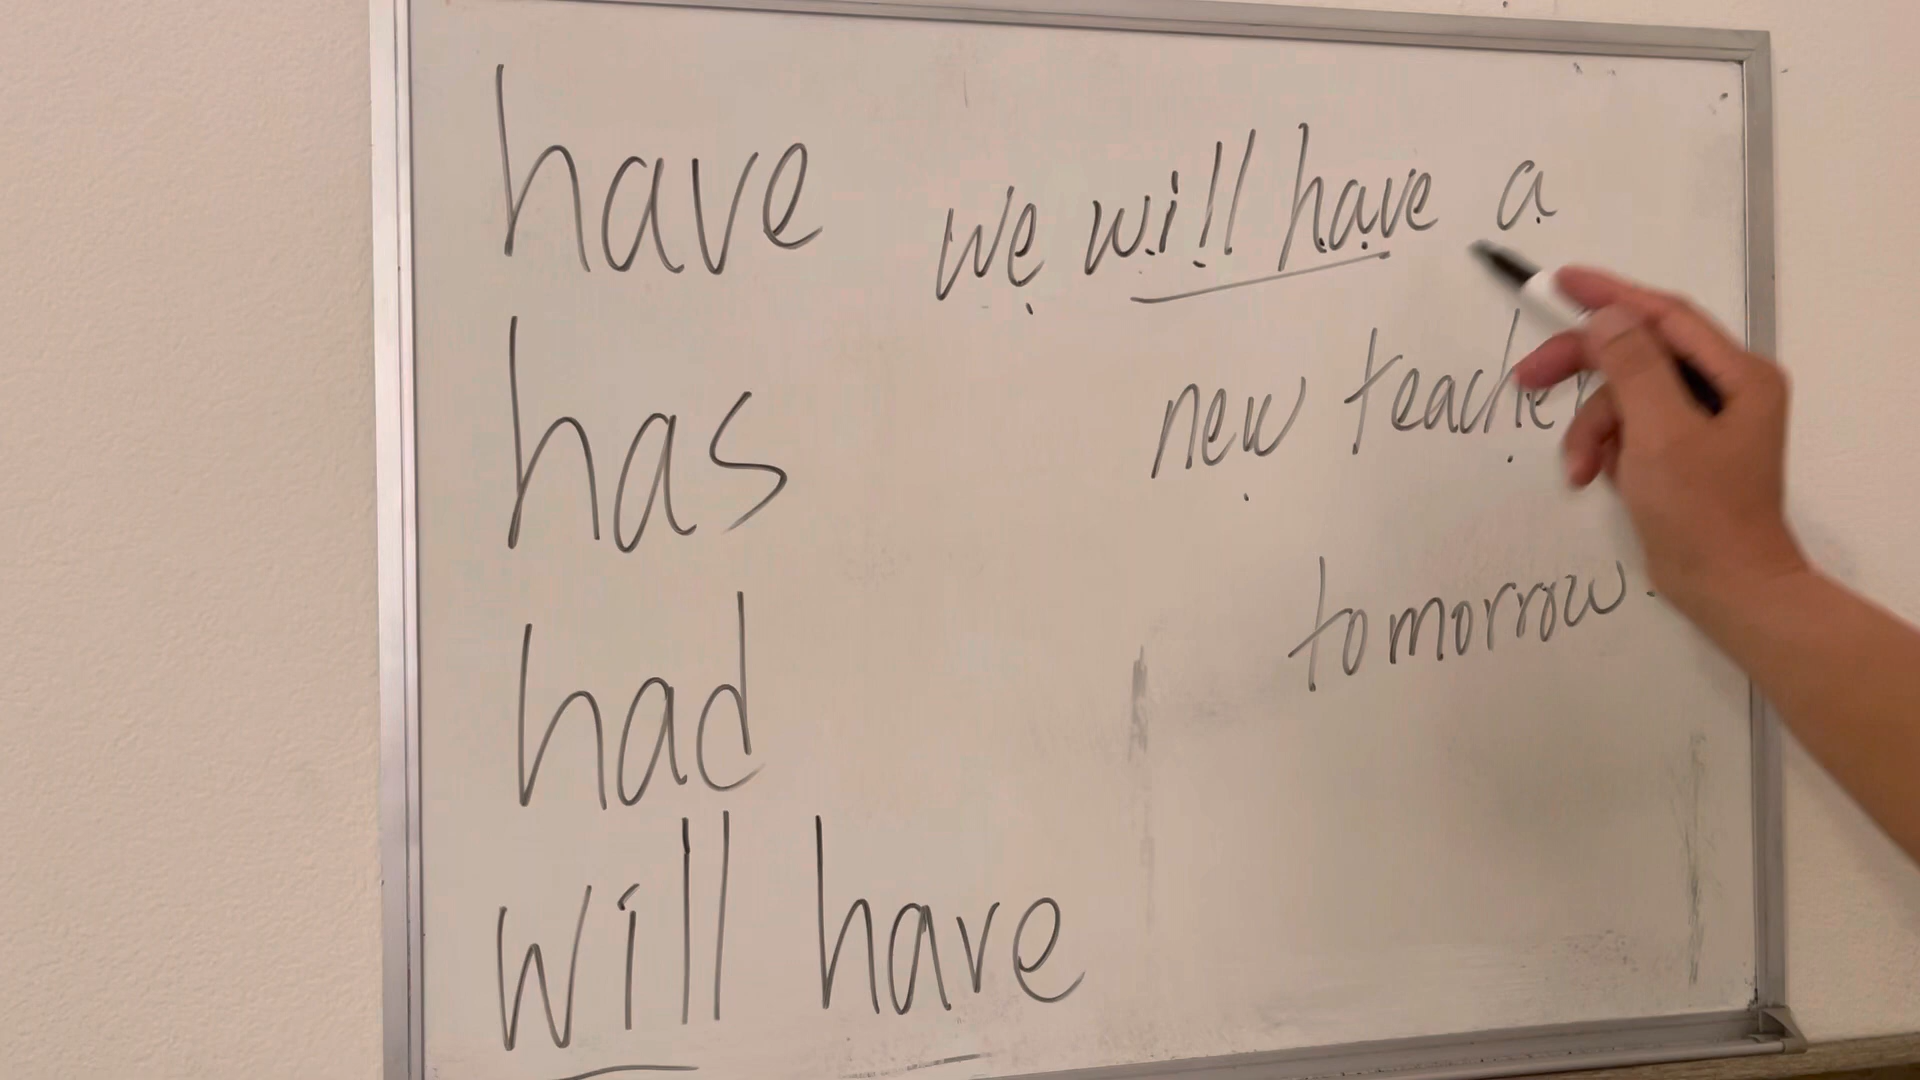 have
we will have a
has
new teacher
had
tomorrow.
will have